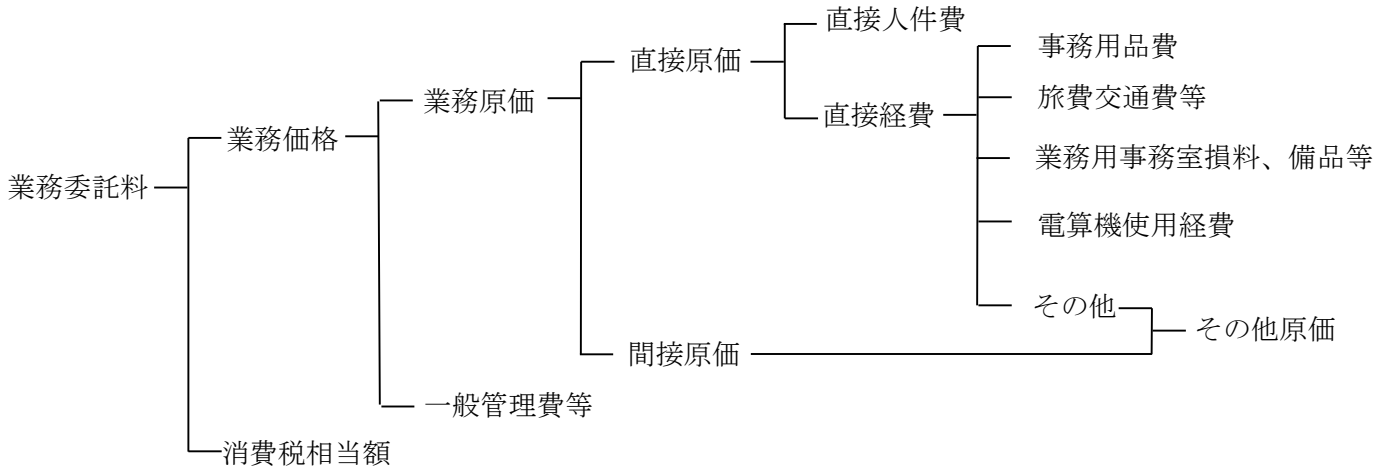 直接人件費
事務用品費
直接原価
旅費交通費等
業務原価
直接経費
業務価格
業務用事務室損料、備品等
業務委託料
電算機使用経費
その他
その他原価
間接原価
一般管理費等
消費税相当額